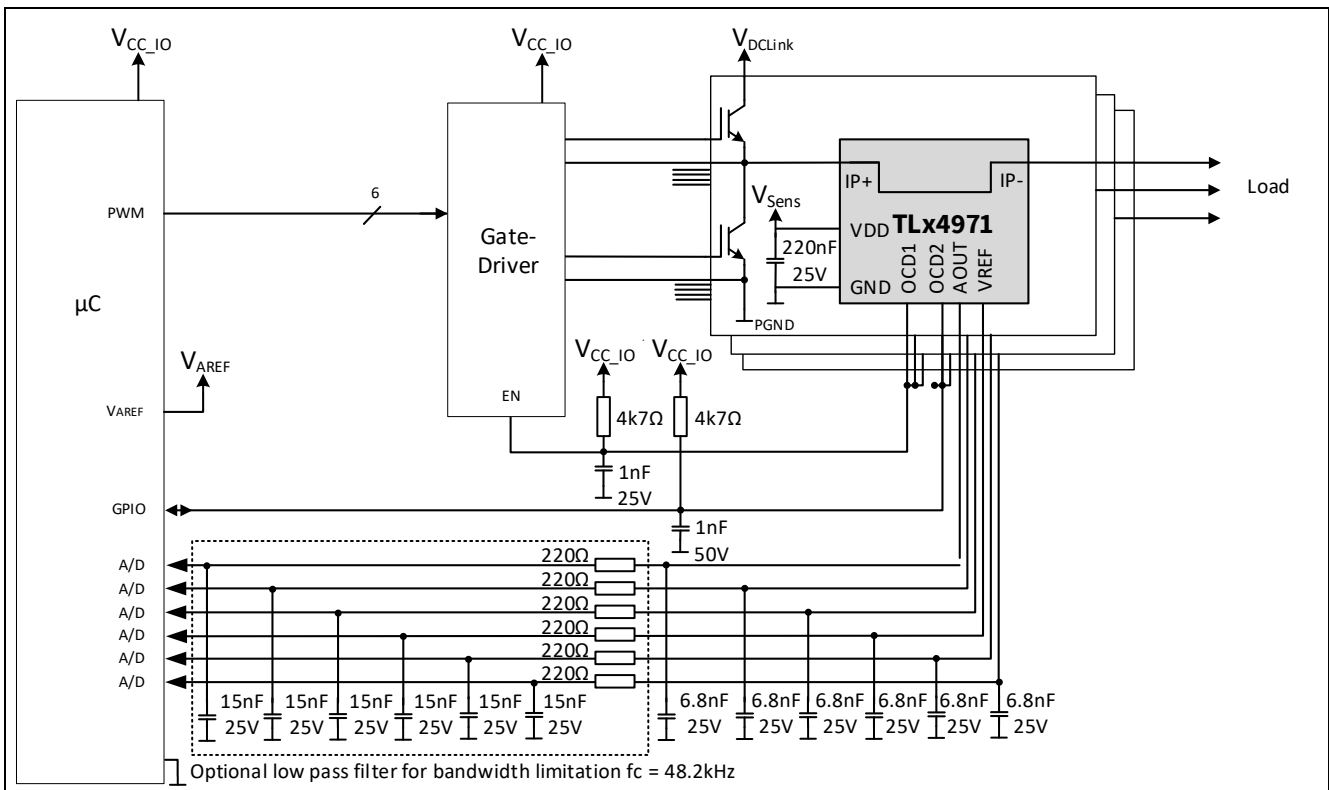 VCC_IO
VCC_IO
VDCLink
6
PWM
Gate-
Driver
µC
IP+
IP-
Load
VSens
VDD
TLx4971
220nF
25V
GND
OCD1
OCD2
AOUT
VREF
PGND
VAREF
VCC_IO
VCC_IO
EN
4k7Ω
4k7Ω
VAREF
1nF
25V
GPIO
1nF
50V
A/D
220Ω
A/D
220Ω
A/D
220Ω
A/D
220Ω
A/D
220Ω
A/D
220Ω
15nF 15nF 15nF 15nF 15nF 15nF 6.8nF 6.8nF 6.8nF 6.8nF 6.8nF 6.8nF
25V 25V 25V 25V 25V 25V 25V 25V 25V 25V 25V 25V
Optional low pass filter for bandwidth limitation fc = 48.2kHz